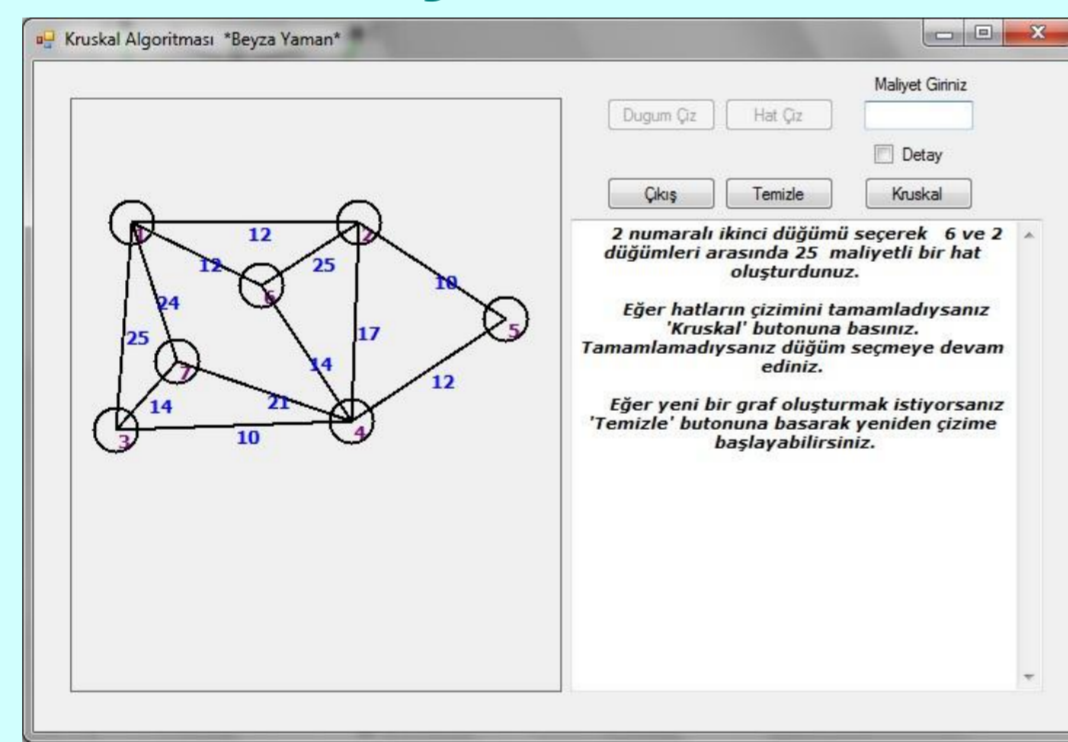 Kruskal Algoritması *Beyza Yaman*
Maliyet Giriniz
Dugum Çiz
Hat Çiz
Detay
Çıkış
Temizle
Kruskal
1
12
2
12
25
10
6
24
5
25
17
7
14
12
14
21
3
10
4
2 numaralı ikinci düğümü seçerek 6 ve 2
düğümleri arasında 25 maliyetli bir hat
oluşturdunuz.
Eğer hatların çizimini tamamladıysanız
'Kruskal' butonuna basınız.
Tamamlamadıysanız düğüm seçmeye devam
ediniz.
Eğer yeni bir graf oluşturmak istiyorsanız
'Temizle' butonuna basarak yeniden çizime
başlayabilirsiniz.